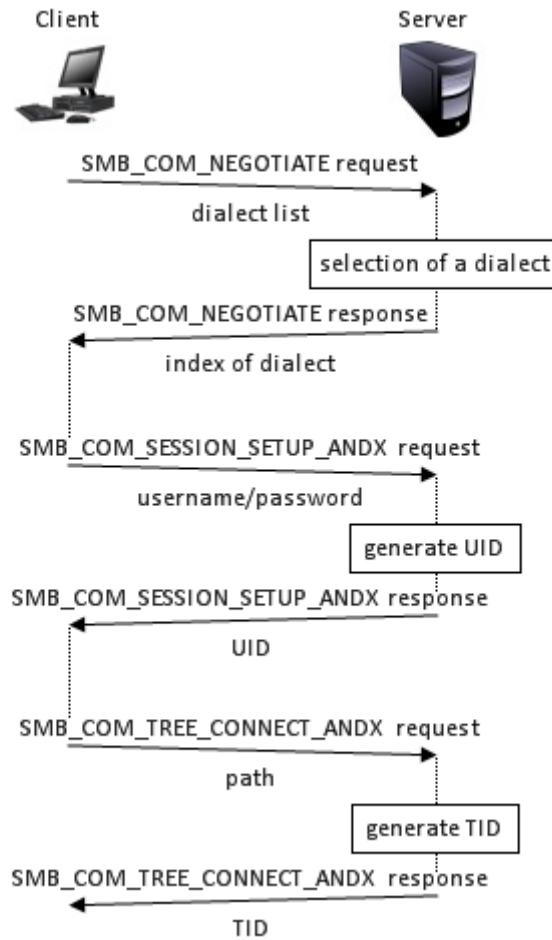 Client Server
SMB_COM_NEGOTIATE request
dialect list
selection of a dialect
SMB_COM_NEGOTIATE response
index of dialect
SMB_COM_SESSION_SETUP_ANDX request
username/password
generate UID
SMB_COM_SESSION_SETUP_ANDX response
UID
SMB_COM_TREE_CONNECT_ANDX request
path
generate TID
SMB_COM_TREE_CONNECT_ANDX response
TID